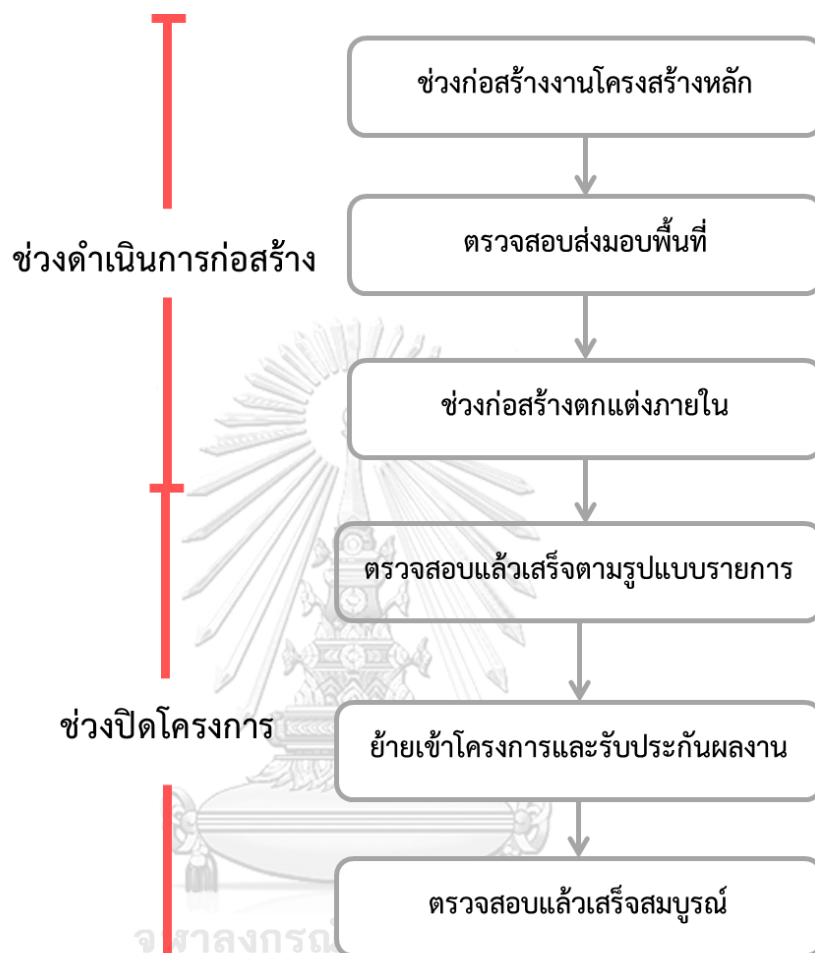 ช่วงก่อสร้างงานโครงสร้างหลัก
ตรวจสอบส่งมอบพื้นที่
ช่วงดำเนินการก่อสร้าง
ช่วงก่อสร้างตกแต่งภายใน
ตรวจสอบแล้วเสร็จตามรูปแบบรายการ
ช่วงปิดโครงการ
ย้ายเข้าโครงการและรับประกันผลงาน
ตรวจสอบแล้วเสร็จสมบูรณ์
จุฬาลงกรณ์